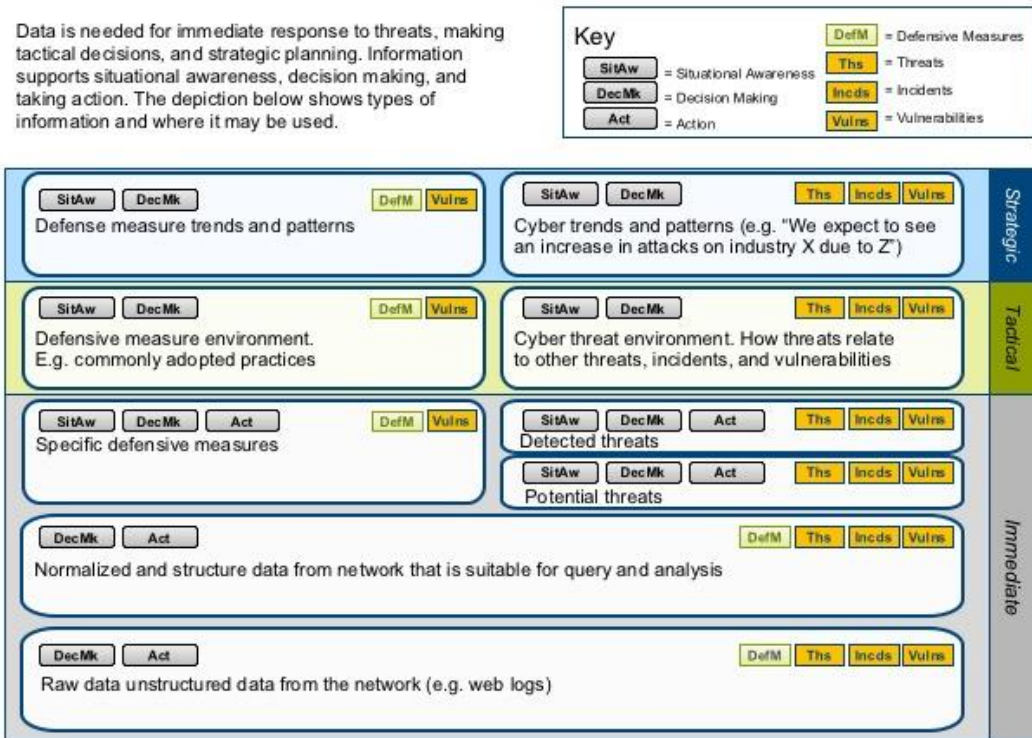 Data is needed for immediate response to threats, making
tactical decisions, and strategic planning. Information
supports situational awareness, decision making, and
taking action. The depiction below shows types of
information and where it may be used.
Key
SitAw = Situational Awareness
DecMk = Decision Making
Act = Action
DefM = Defensive Measures
Ths = Threats
Incds = Incidents
Vulns = Vulnerabilities
Strategic
SitAw DecMk DefM Vulns
Defense measure trends and patterns
SitAw DecMk Ths Incds Vulns
Cyber trends and patterns (e.g. “We expect to see
an increase in attacks on industry X due to Z”)
Tactical
SitAw DecMk DefM Vulns
Defensive measure environment.
E.g. commonly adopted practices
SitAw DecMk Ths Incds Vulns
Cyber threat environment. How threats relate
to other threats, incidents, and vulnerabilities
Immediate
SitAw DecMk Act DefM Vulns
Specific defensive measures
SitAw DecMk Act Ths Incds Vulns
Detected threats
SitAw DecMk Act Ths Incds Vulns
Potential threats
DecMk Act DefM Ths Incds Vulns
Normalized and structure data from network that is suitable for query and analysis
DecMk Act DefM Ths Incds Vulns
Raw data unstructured data from the network (e.g. web logs)